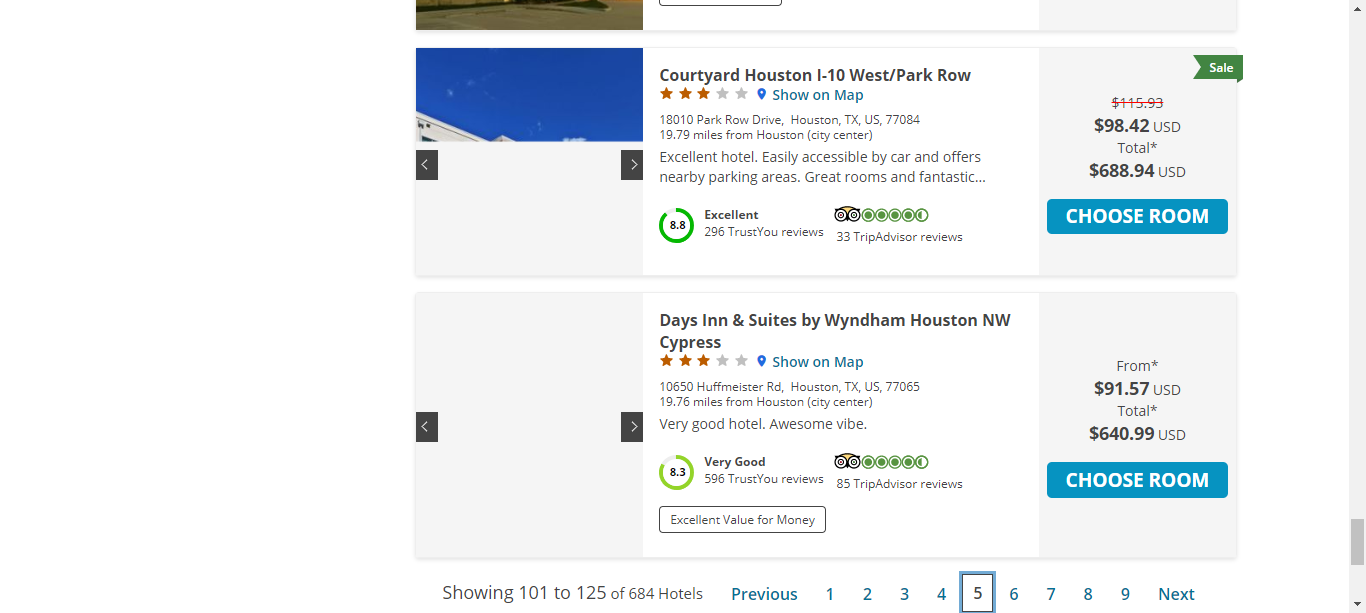 Courtyard Houston I-10 West/Park Row
Show on Map
18010 Park Row Drive,  Houston, TX, US, 77084
19.79 miles from Houston (city center)
Excellent hotel. Easily accessible by car and offers
nearby parking areas. Great rooms and fantastic...
8.8
Excellent
296 TrustYou reviews
33 TripAdvisor reviews
Sale
$115.93
$98.42 USD
Total*
$688.94 USD
CHOOSE ROOM
Days Inn & Suites by Wyndham Houston NW
Cypress
Show on Map
10650 Huffmeister Rd,  Houston, TX, US, 77065
19.76 miles from Houston (city center)
Very good hotel. Awesome vibe.
8.3
Very Good
596 TrustYou reviews
85 TripAdvisor reviews
Excellent Value for Money
From*
$91.57 USD
Total*
$640.99 USD
CHOOSE ROOM
Showing 101 to 125 of 684 Hotels Previous 1 2 3 4 5 6 7 8 9 Next